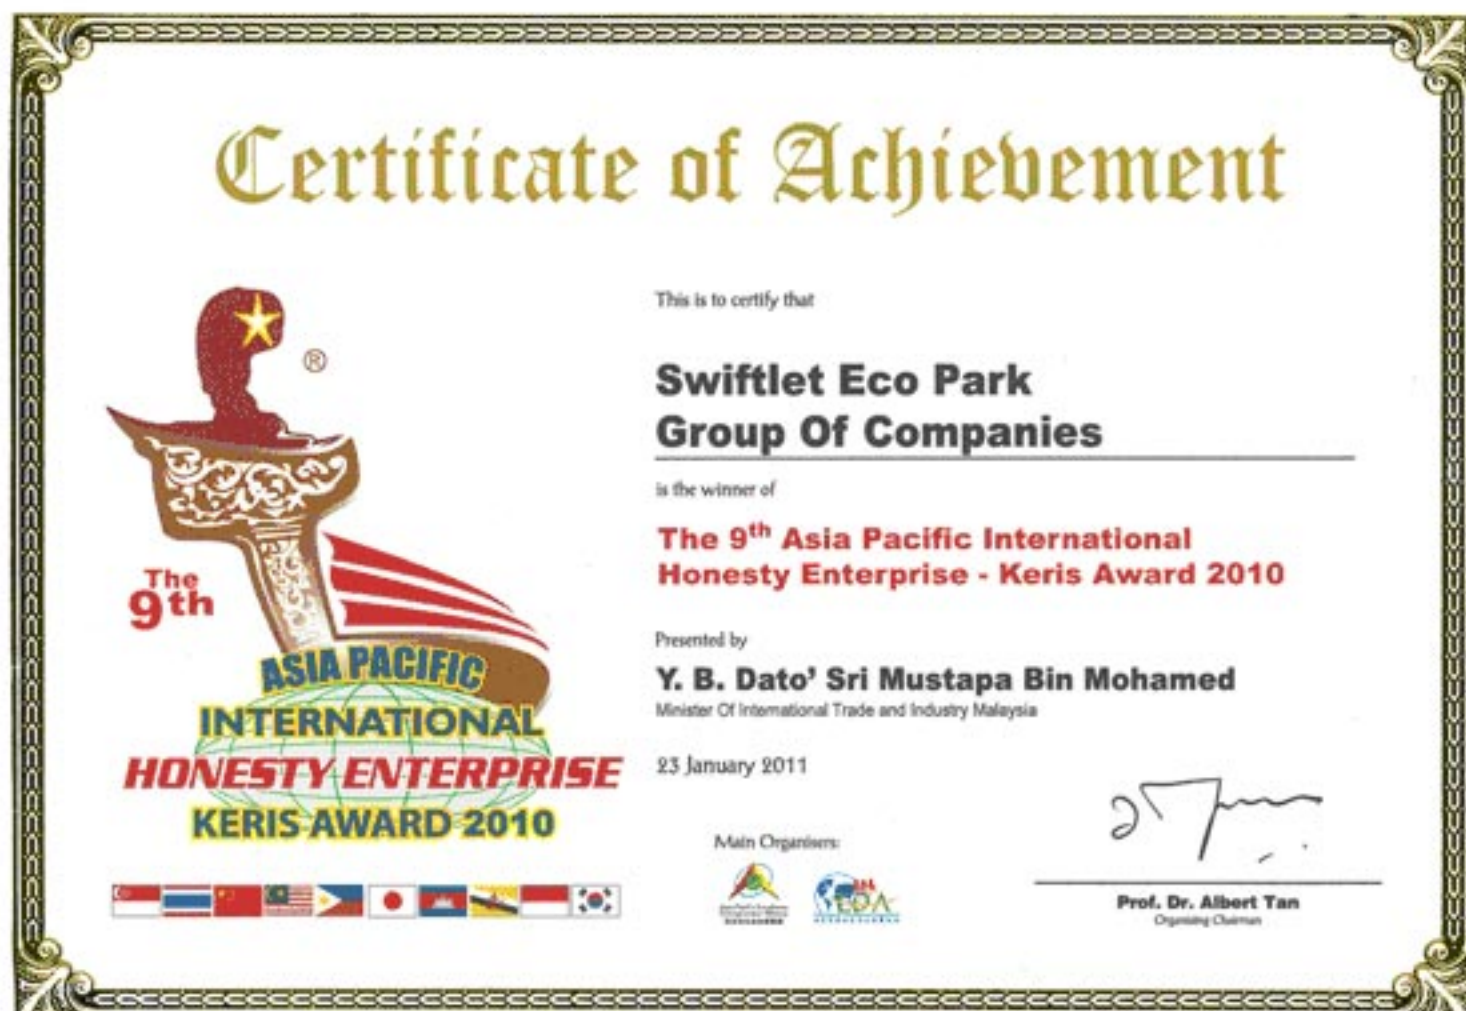 Certificate of Achievement
This is to certify that
Swiftlet Eco Park
Group Of Companies
is the winner of
The 9th Asia Pacific International
Honesty Enterprise - Keris Award 2010
Presented by
Y. B. Dato' Sri Mustapa Bin Mohamed
Minister Of International Trade and Industry Malaysia
23 January 2011
®
The
9th
ASIA PACIFIC
INTERNATIONAL
HONESTY ENTERPRISE
KERIS AWARD 2010
Main Organisers:
EDA
Prof. Dr. Albert Tan
Organising Chairman